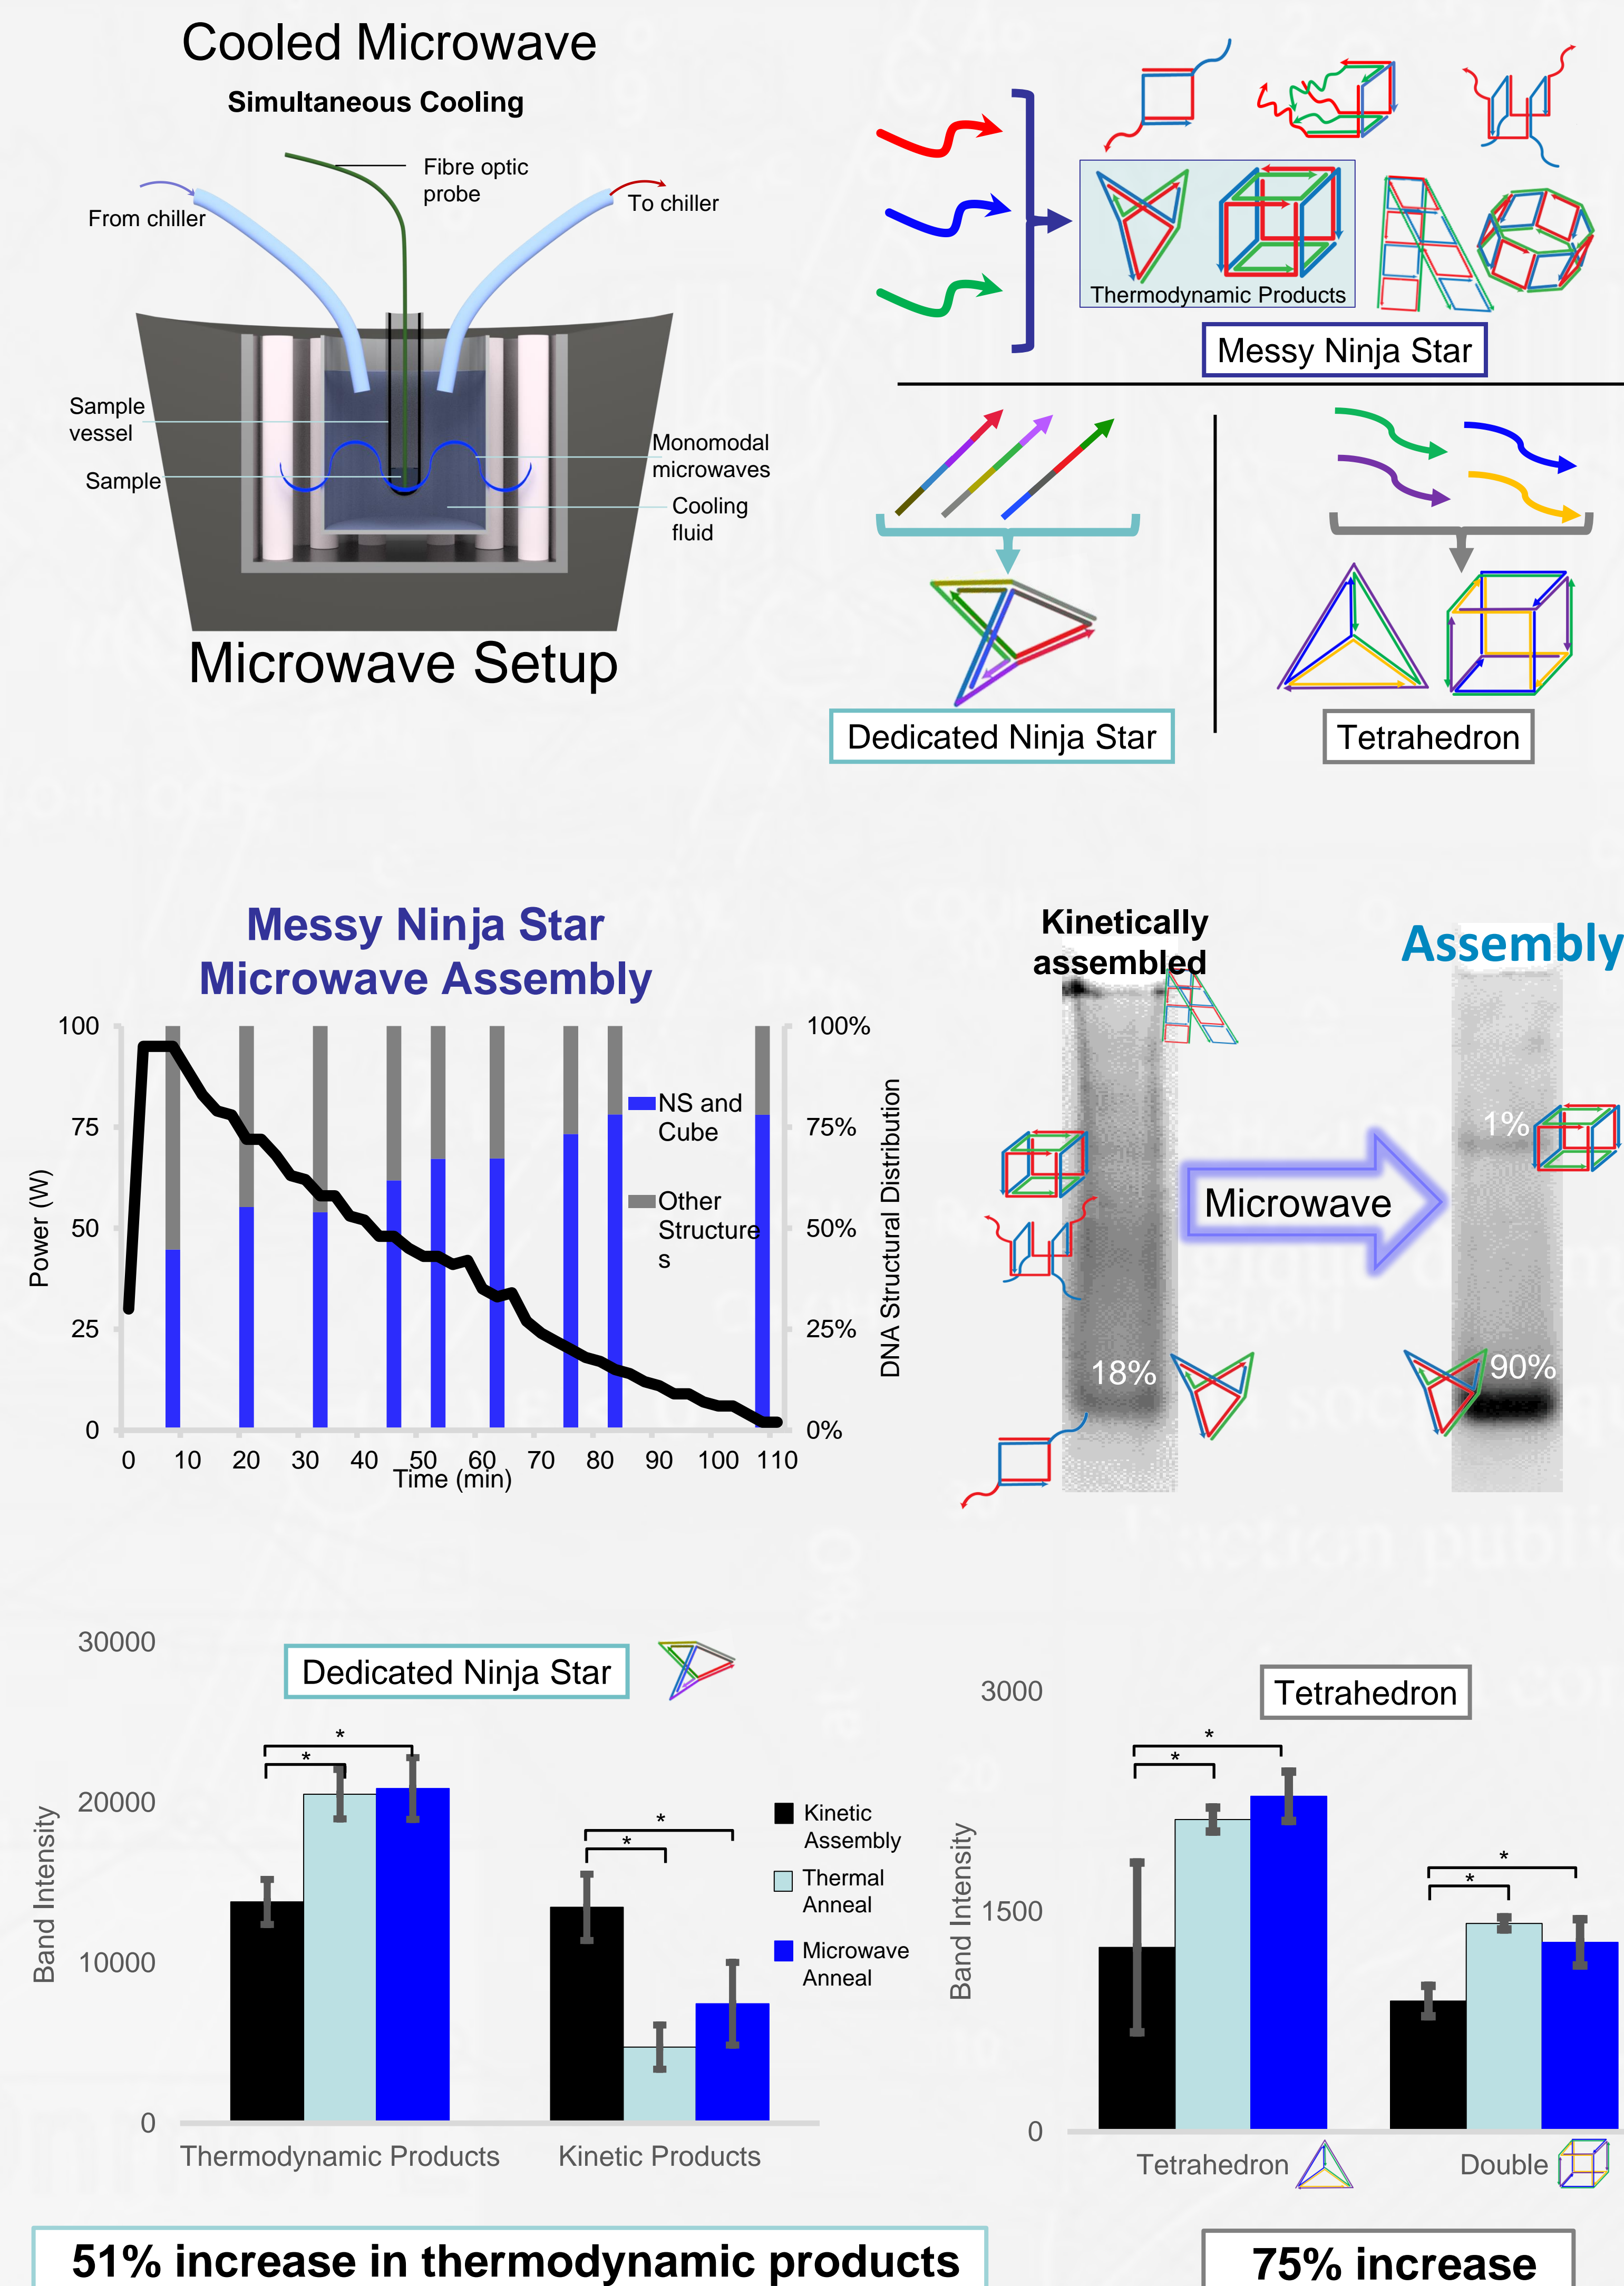 Cooled Microwave
Simultaneous Cooling
Fibre optic
probe
From chiller
To chiller
Sample
vessel
Sample
Monomodal
microwaves
Cooling
fluid
Microwave Setup
Thermodynamic Products
Messy Ninja Star
Dedicated Ninja Star
Tetrahedron
Messy Ninja Star
Microwave Assembly
100
75
50
25
0
Power (W)
0 10 20 30 40 50 60 70 80 90 100 110
Time (min)
100%
75%
50%
25%
0%
DNA Structural Distribution
NS and
Cube
Other
Structure
s
Kinetically
assembled
18%
Microwave
Assembly
1%
90%
30000
20000
10000
0
Band Intensity
Dedicated Ninja Star
*
*
*
*
Thermodynamic Products
Kinetic Products
Kinetic
Assembly
Thermal
Anneal
Microwave
Anneal
3000
1500
0
Band Intensity
Tetrahedron
*
*
*
*
Tetrahedron
Double
51% increase in thermodynamic products
75% increase